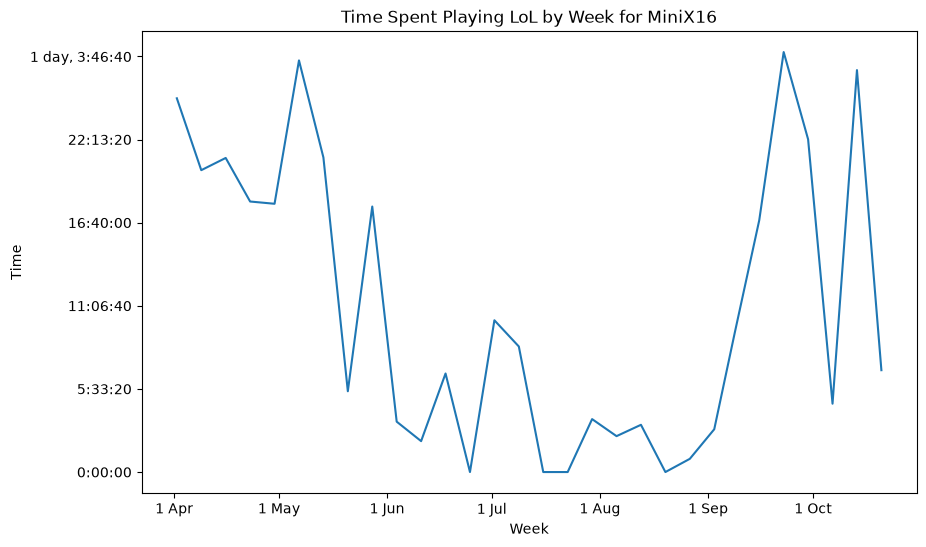 Time Spent Playing LoL by Week for MiniX16
1 day, 3:46:40
22:13:20
16:40:00
11:06:40
5:33:20
0:00:00
Time
1 Apr
1 May
1 Jun
1 Jul
1 Aug
1 Sep
1 Oct
Week